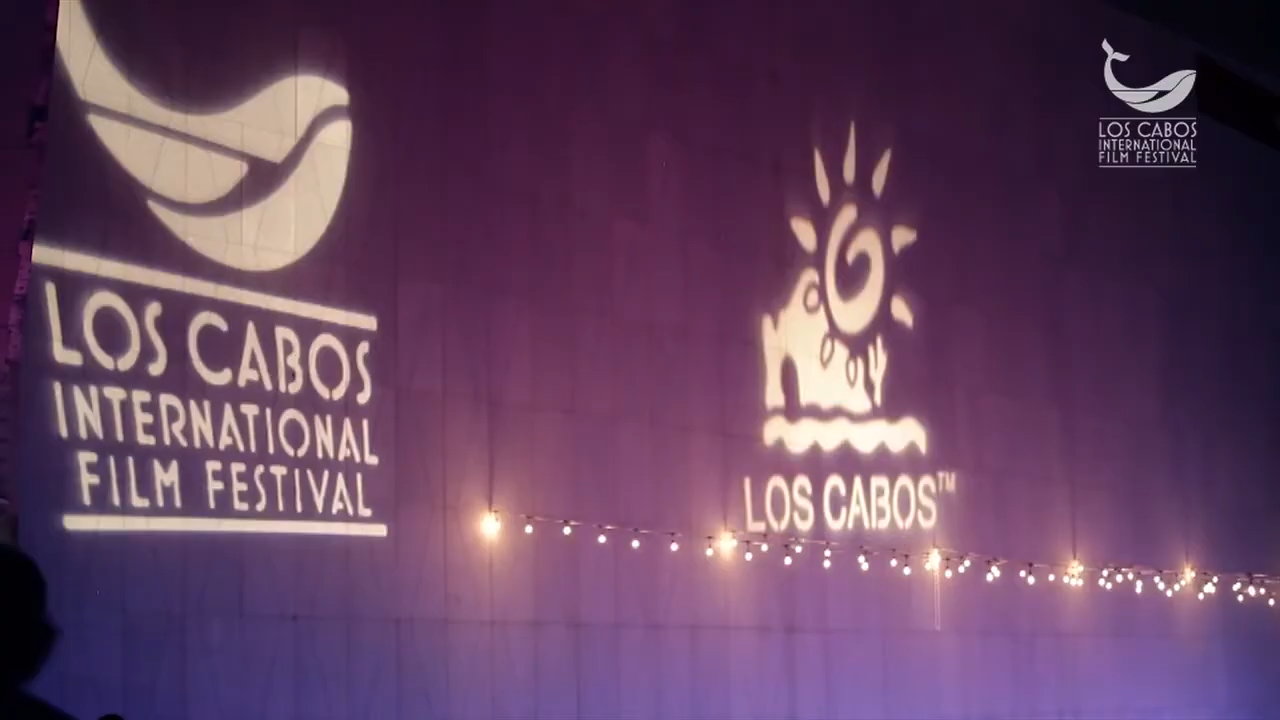 LOS CABOS
INTERNATIONAL
FILM FESTIVAL
LOS CABOS™
LOS CABOS
INTERNATIONAL
FILM FESTIVAL